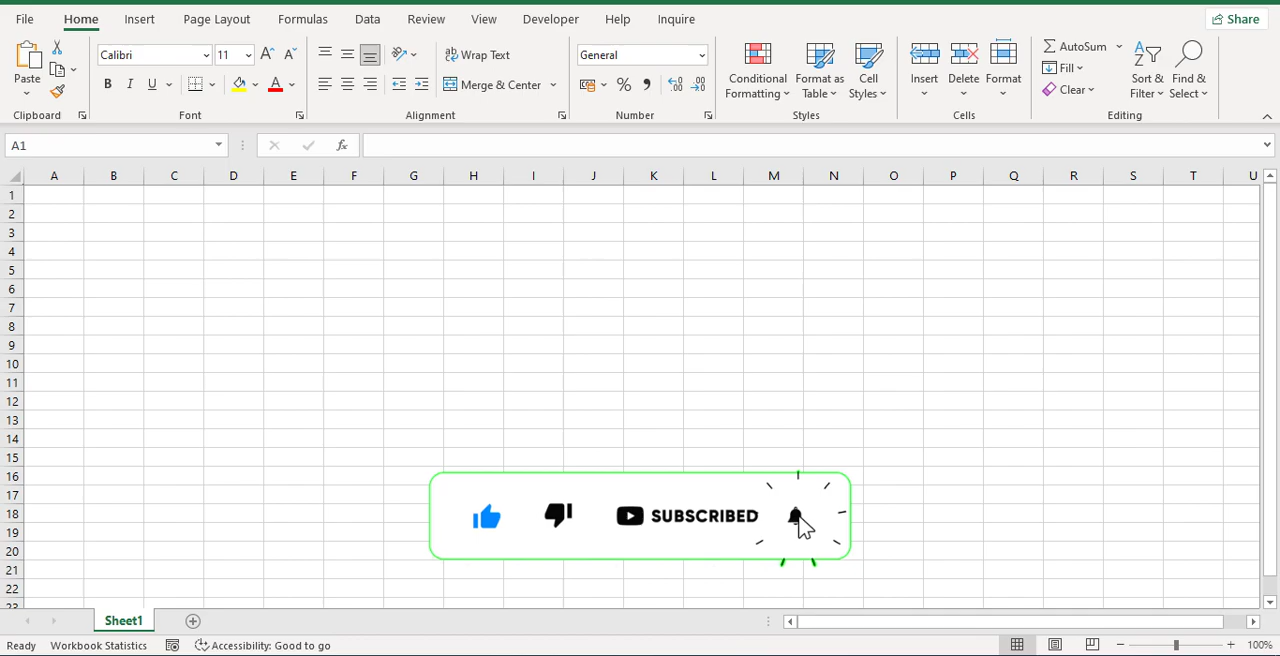 File Home Insert Page Layout Formulas Data Review View Developer Help Inquire Share
Calibri 11 Wrap Text General AutoSum
Paste Merge & Center Conditional Formatting Format as Table Cell Styles Insert Delete Format Fill Clear Sort & Filter Find & Select
Clipboard Font Alignment Number Styles Cells Editing
A1 fx
A B C D E F G H I J K L M N O P Q R S T U
1
2
3
4
5
6
7
8
9
10
11
12
13
14
15
16
17
18 SUBSCRIBED
19
20
21
22
23
Sheet1
Ready Workbook Statistics Accessibility: Good to go 100%